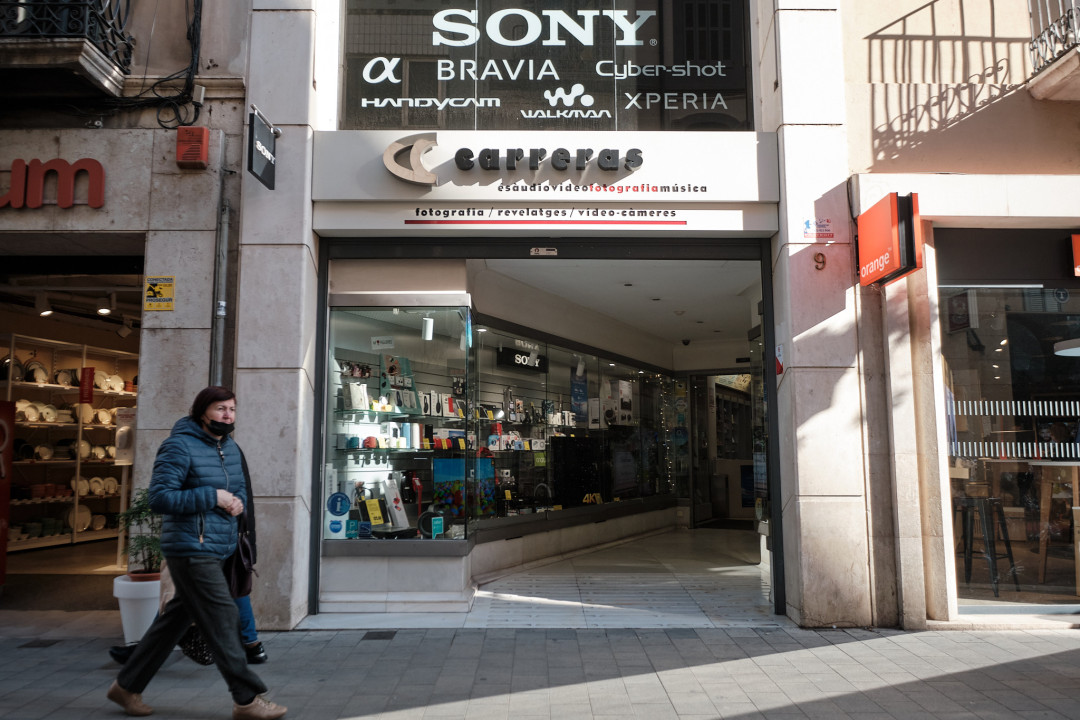 SONY
α BRAVIA Cyber-shot
HANDYCAM WALKMAN XPERIA
um
SONY
carreras
esaudiovideofotografiamúsica
fotografia / revelatges / vídeo-càmeres
9
orange
SONY
4K